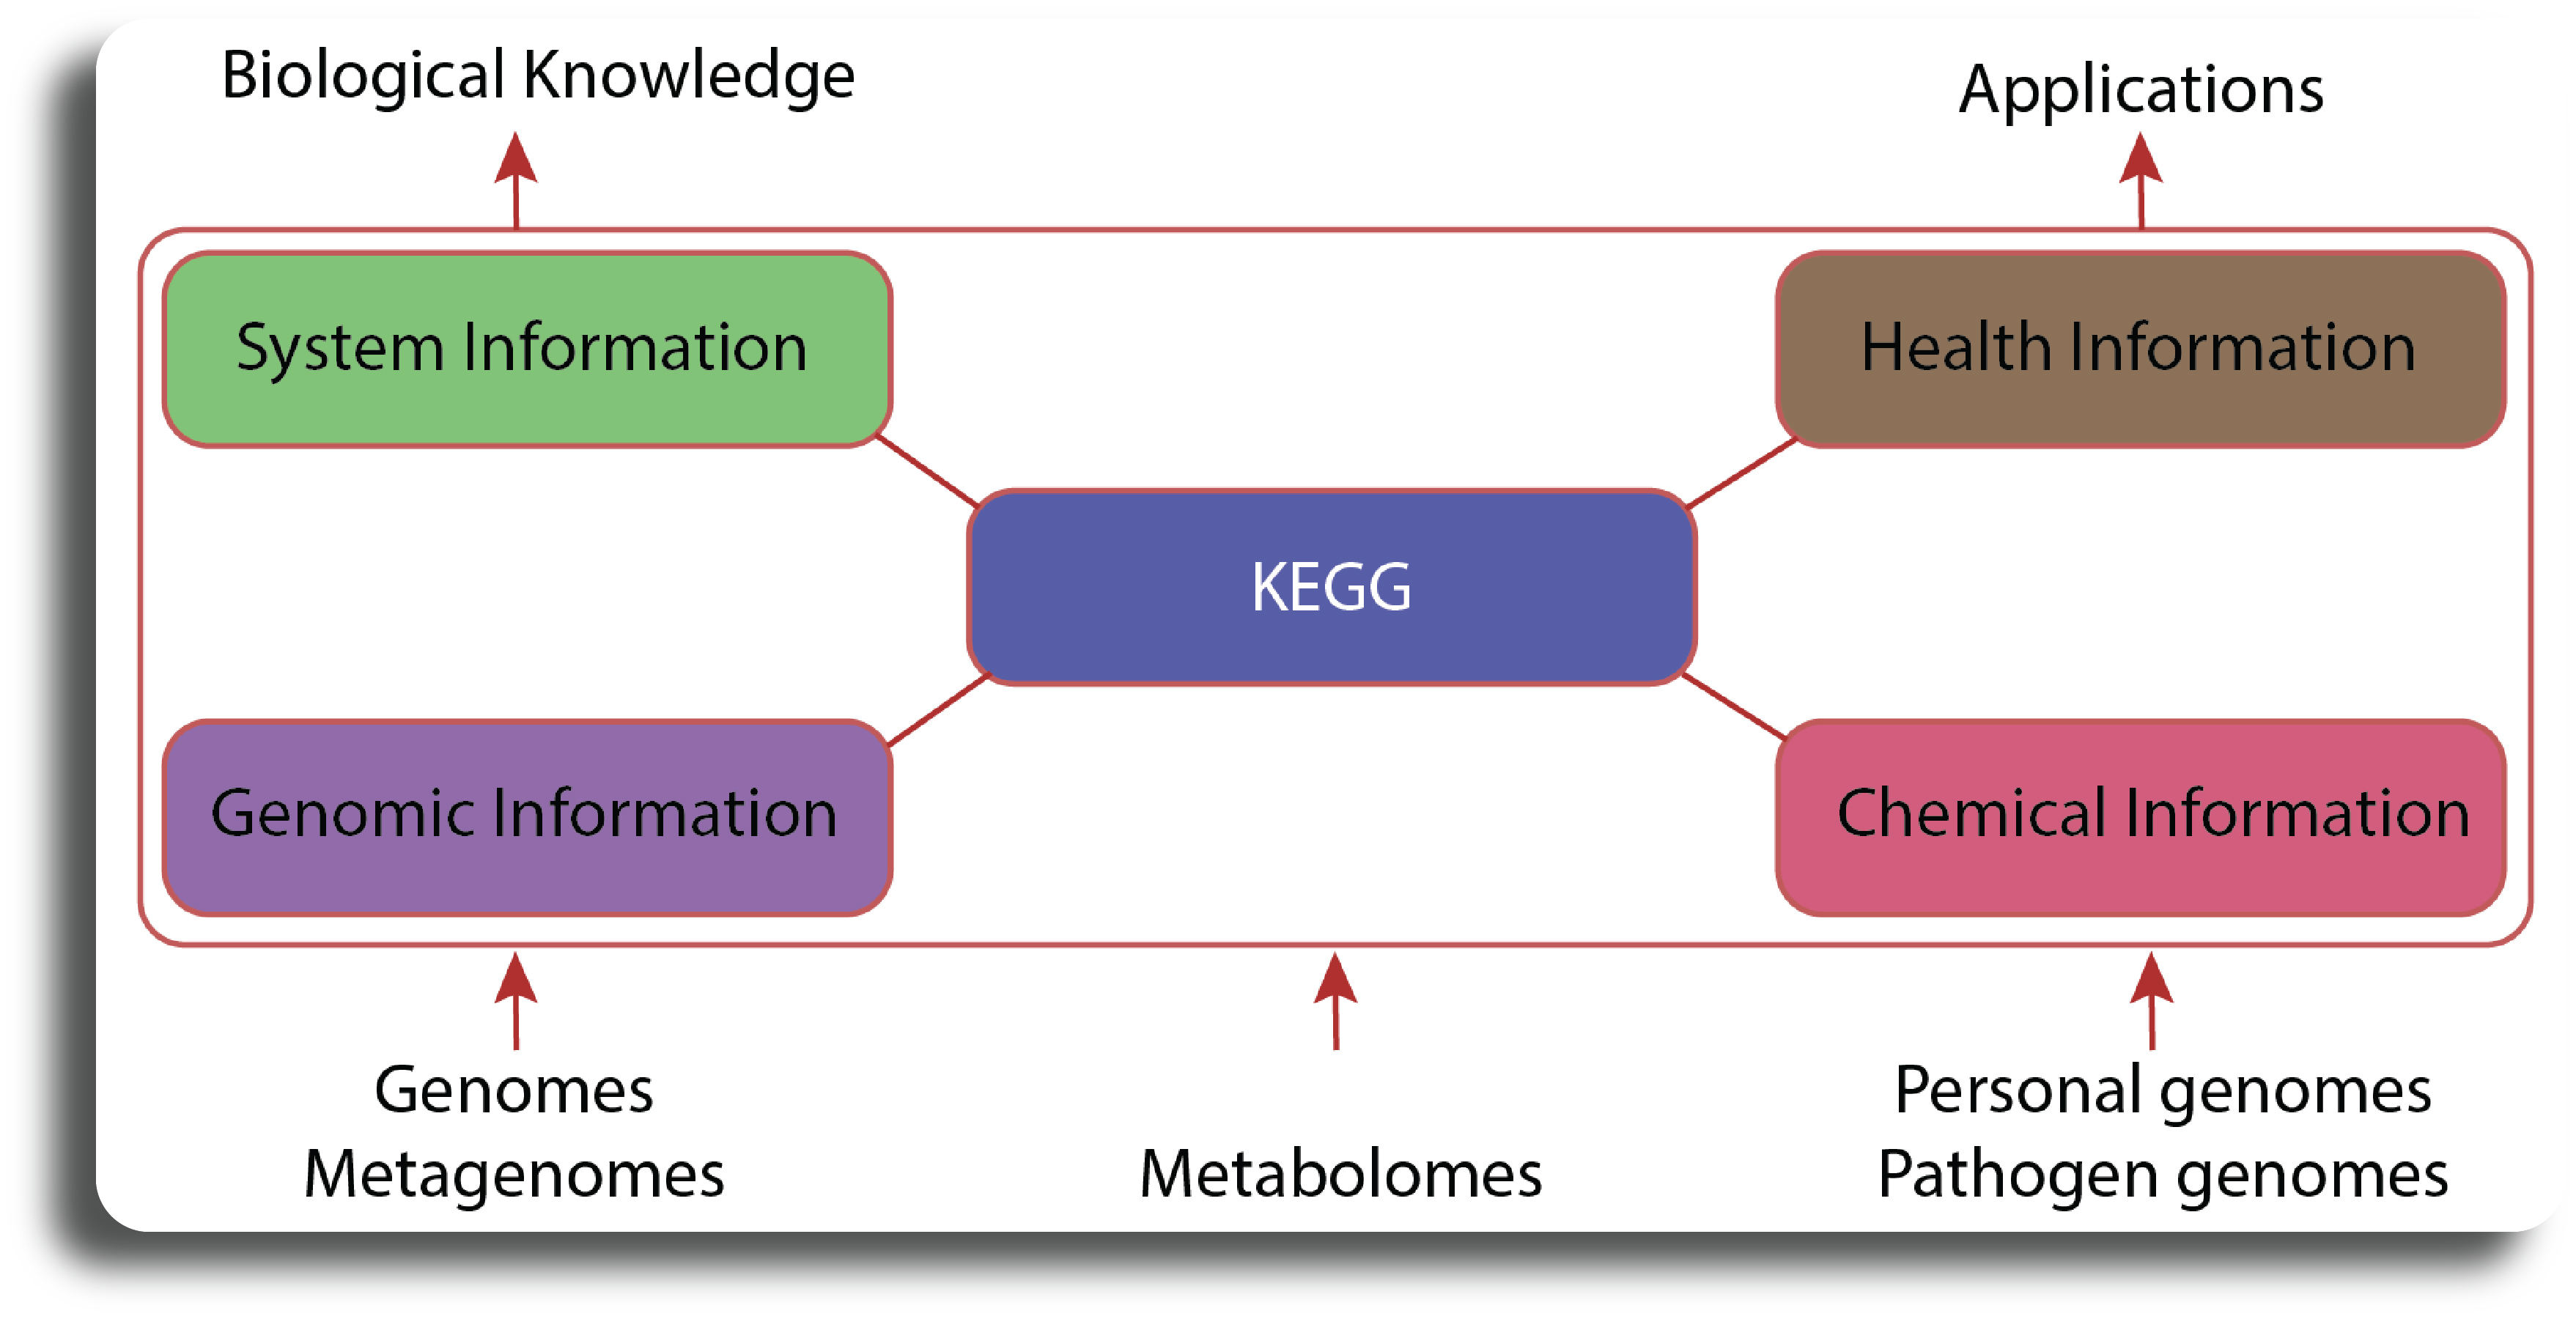 Biological Knowledge
Applications
System Information
Health Information
KEGG
Genomic Information
Chemical Information
Genomes
Metagenomes
Metabolomes
Personal genomes
Pathogen genomes